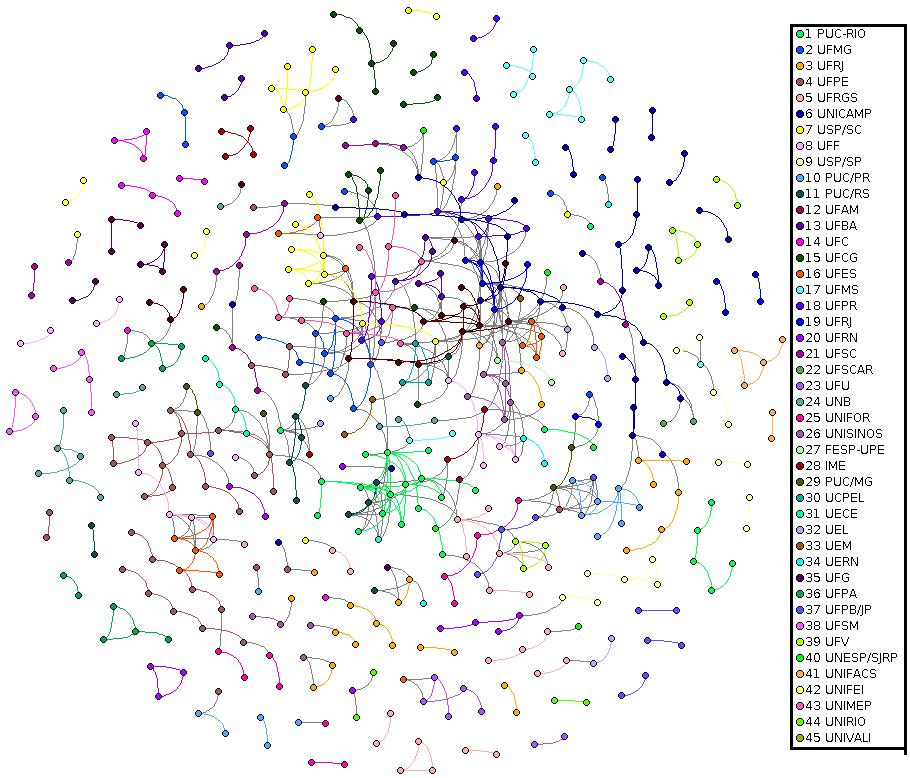 1 PUC-RIO
2 UFMG
3 UFRJ
4 UFPE
5 UFRGS
6 UNICAMP
7 USP/SC
8 UFF
9 USP/SP
10 PUC/PR
11 PUC/RS
12 UFAM
13 UFBA
14 UFC
15 UFCG
16 UFES
17 UFMS
18 UFPR
19 UFRJ
20 UFRN
21 UFSC
22 UFSCAR
23 UFU
24 UNB
25 UNIFOR
26 UNISINOS
27 FESP-UPE
28 IME
29 PUC/MG
30 UCPEL
31 UECE
32 UEL
33 UEM
34 UERN
35 UFG
36 UFPA
37 UFPB/JP
38 UFSM
39 UFV
40 UNESP/SJRP
41 UNIFACS
42 UNIFEI
43 UNIMEP
44 UNIRIO
45 UNIVALI